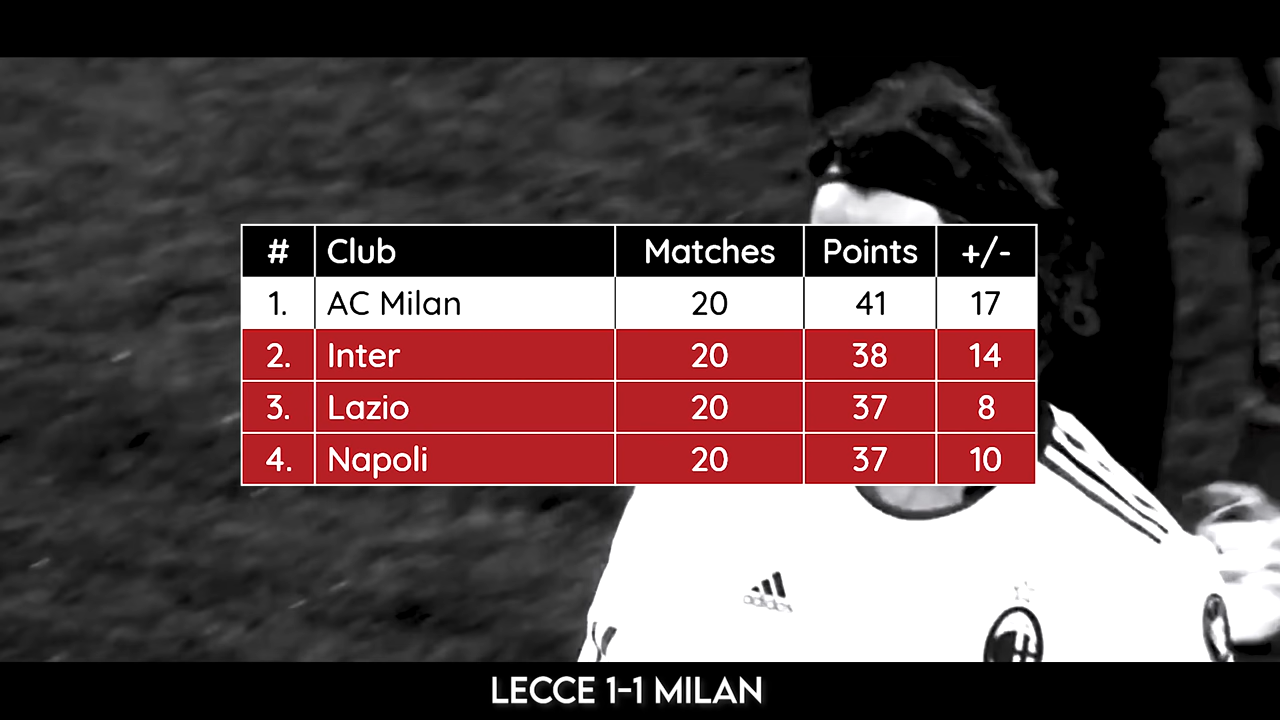 # Club Matches Points +/-
1. AC Milan 20 41 17
2. Inter 20 38 14
3. Lazio 20 37 8
4. Napoli 20 37 10
adidas
LECCE 1-1 MILAN